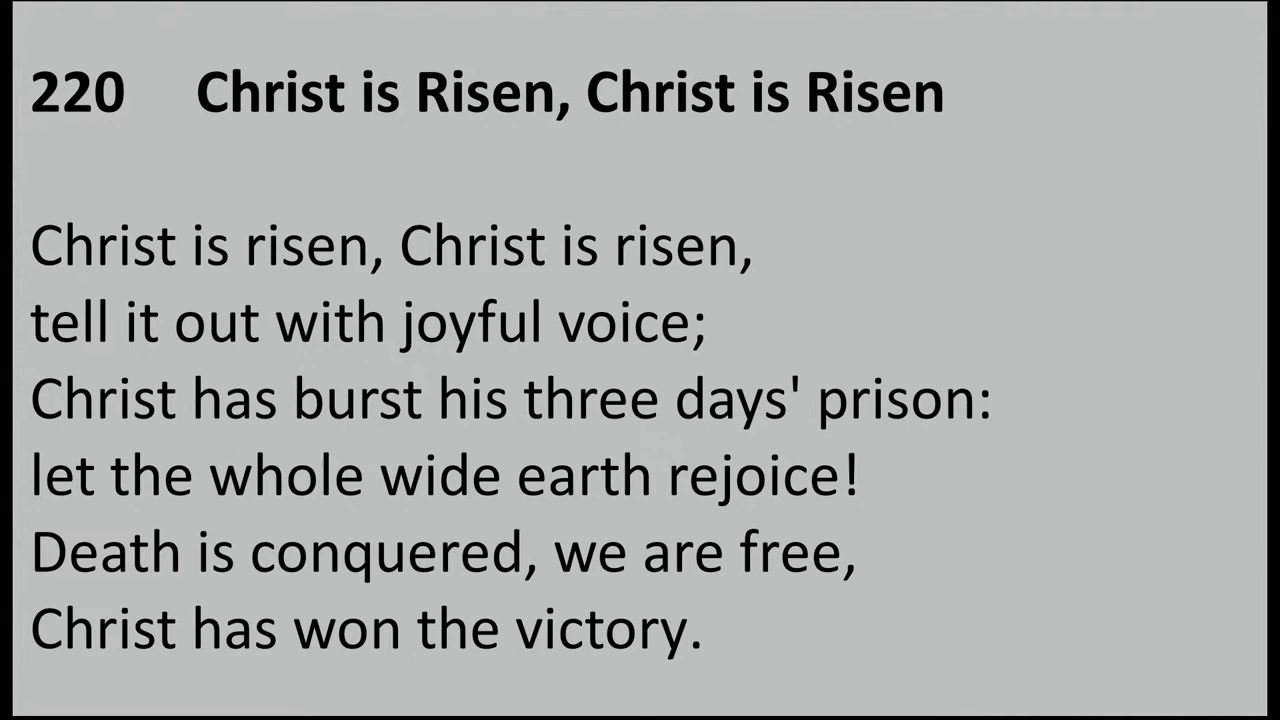 220 Christ is Risen, Christ is Risen
Christ is risen, Christ is risen,
tell it out with joyful voice;
Christ has burst his three days' prison:
let the whole wide earth rejoice!
Death is conquered, we are free,
Christ has won the victory.